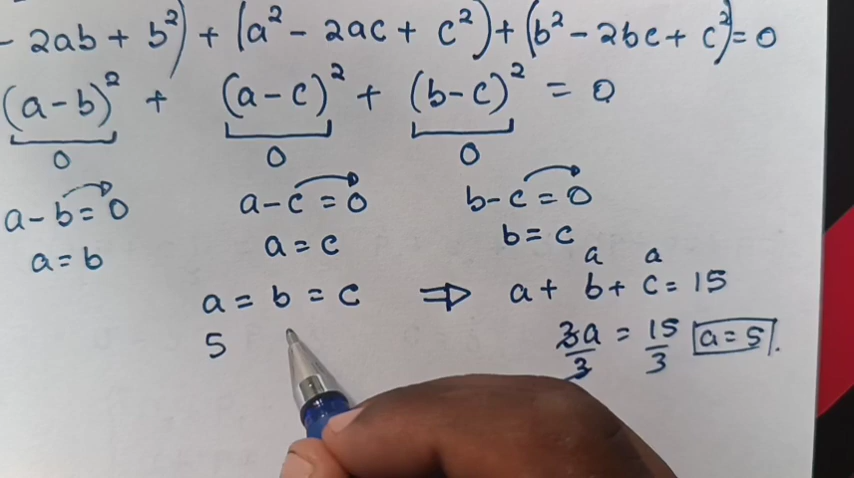 - 2ab + b²) + (a² - 2ac + c²) + (b² - 2bc + c²) = 0
(a-b)² + (a-c)² + (b-c)² = 0
0 0 0
a-b=0 a-c=0 b-c=0
a=b a=c b=c
a a
a=b=c ⇒ a+b+c=15
5 3a/3 = 15/3 a=5.